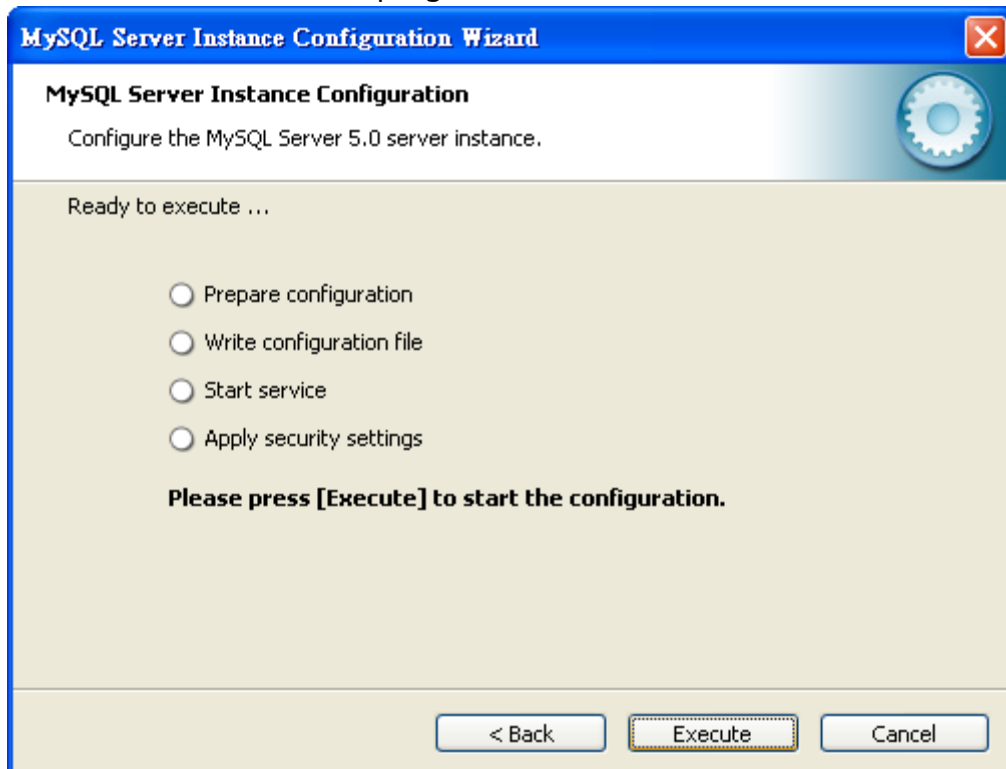 MySQL Server Instance Configuration Wizard
MySQL Server Instance Configuration
Configure the MySQL Server 5.0 server instance.
Ready to execute ...
Prepare configuration
Write configuration file
Start service
Apply security settings
Please press [Execute] to start the configuration.
< Back Execute Cancel